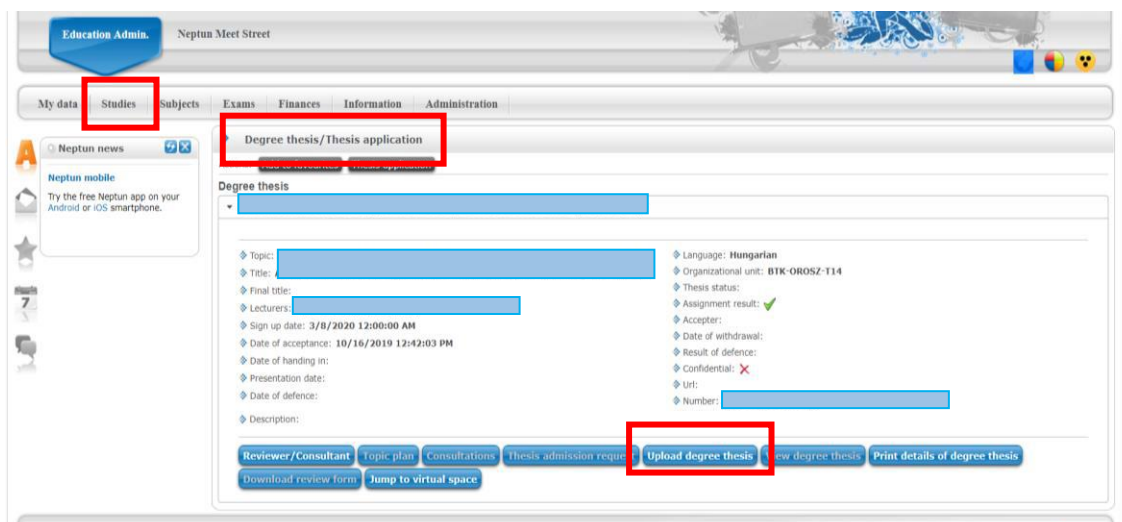 Education Admin. Neptun Meet Street
My data Studies Subjects Exams Finances Information Administration
Neptun news
Neptun mobile
Try the free Neptun app on your
Android or iOS smartphone.
7
Degree thesis/Thesis application
Add to favourites Thesis application
Degree thesis
Topic:
Title:
Final title:
Lecturers:
Sign up date: 3/8/2020 12:00:00 AM
Date of acceptance: 10/16/2019 12:42:03 PM
Date of handing in:
Presentation date:
Date of defence:
Description:
Language: Hungarian
Organizational unit: BTK-OROSZ-T14
Thesis status:
Assignment result:
Accepter:
Date of withdrawal:
Result of defence:
Confidential:
Url:
Number:
Reviewer/Consultant Topic plan Consultations Thesis admission request Upload degree thesis View degree thesis Print details of degree thesis
Download review form Jump to virtual space